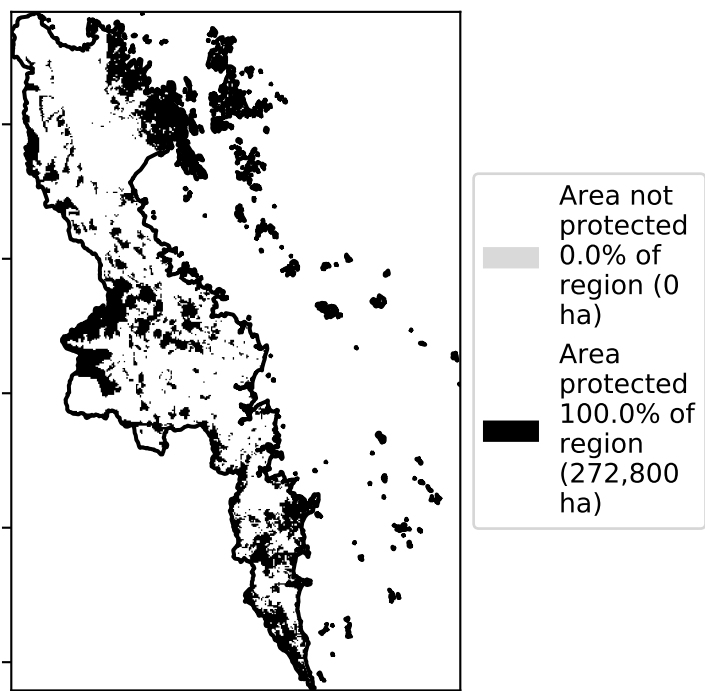 Area not
protected
0.0% of
region (0
ha)
Area
protected
100.0% of
region
(272,800
ha)